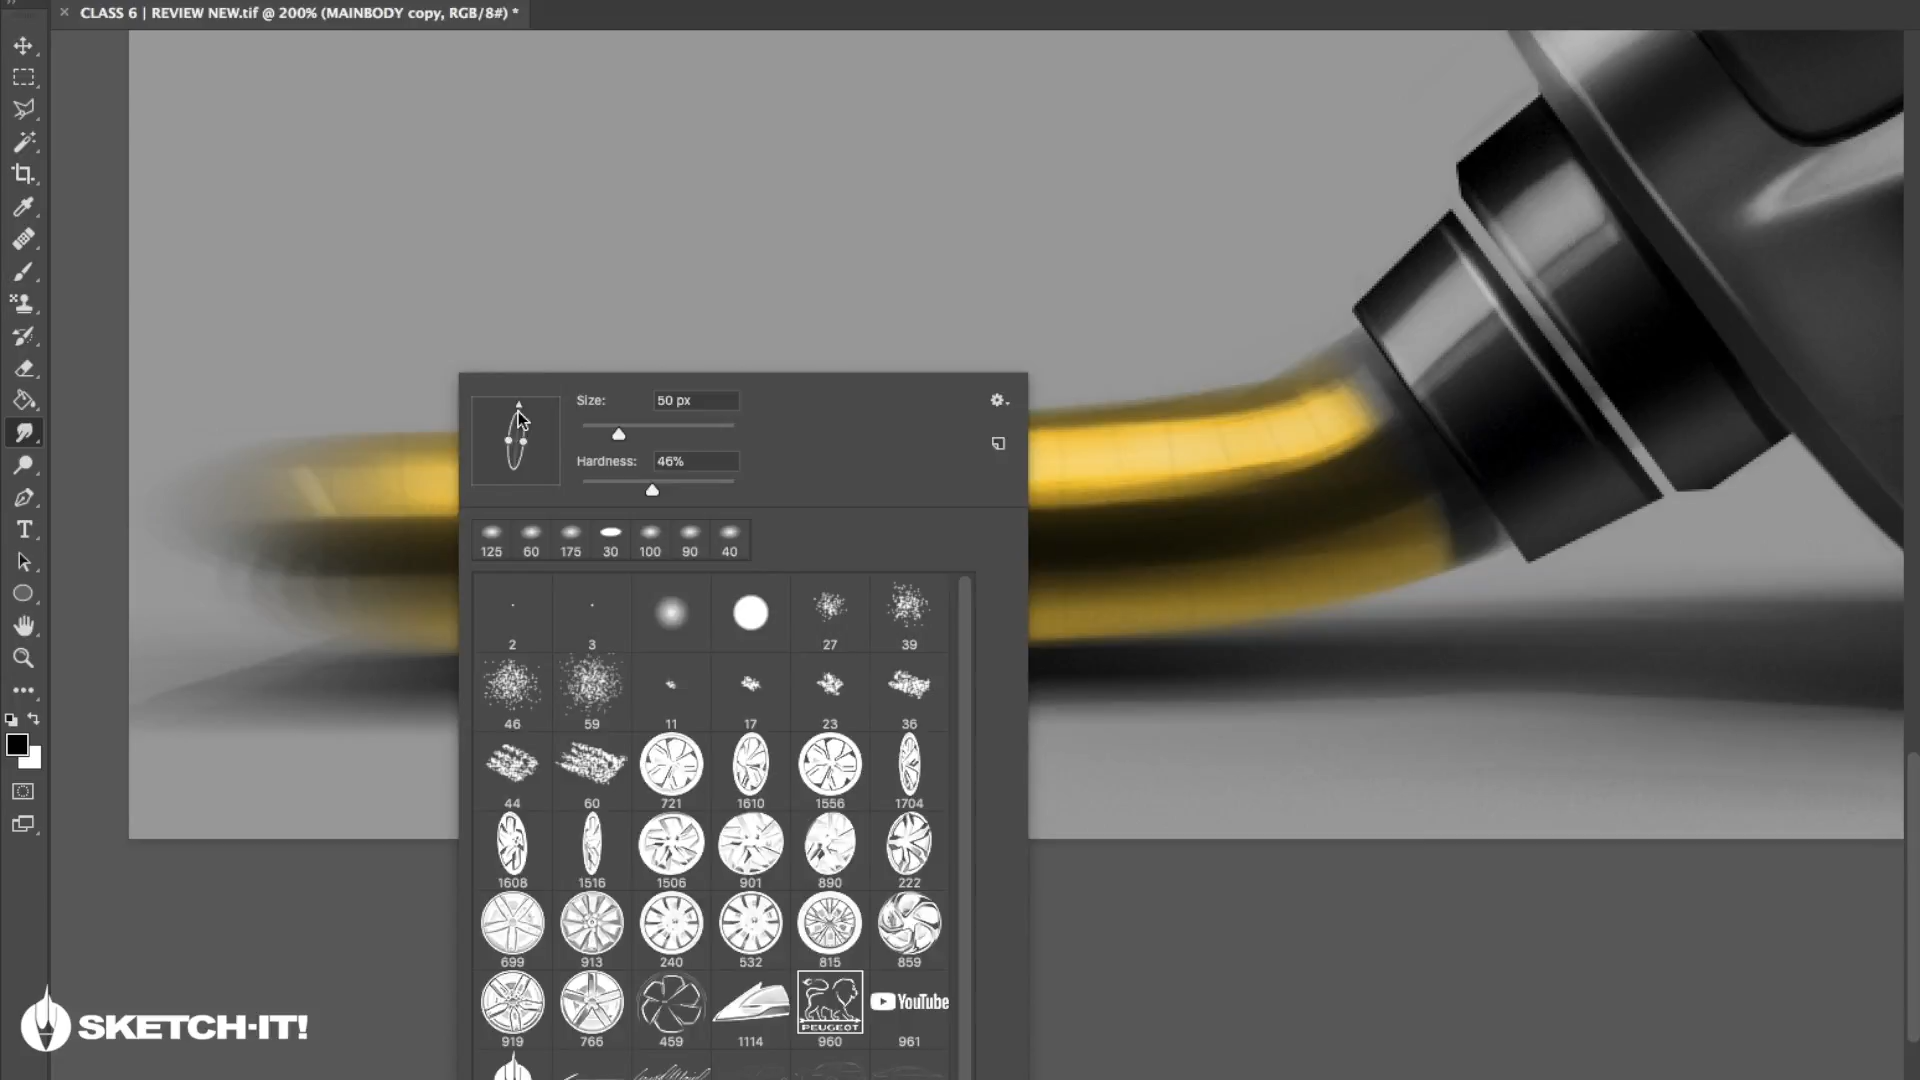 CLASS 6 | REVIEW NEW.tif @ 200% (MAINBODY copy, RGB/8#) *
Size:
50 px
Hardness:
46%
125 60 175 30 100 90 40
2 3 27 39
46 59 11 17 23 36
44 60 721 1610 1556 1704
1608 1516 1506 901 890 222
699 913 240 532 815 859
PEUGEOT
YouTube
919 766 459 1114 960 961
T
SKETCH-IT!